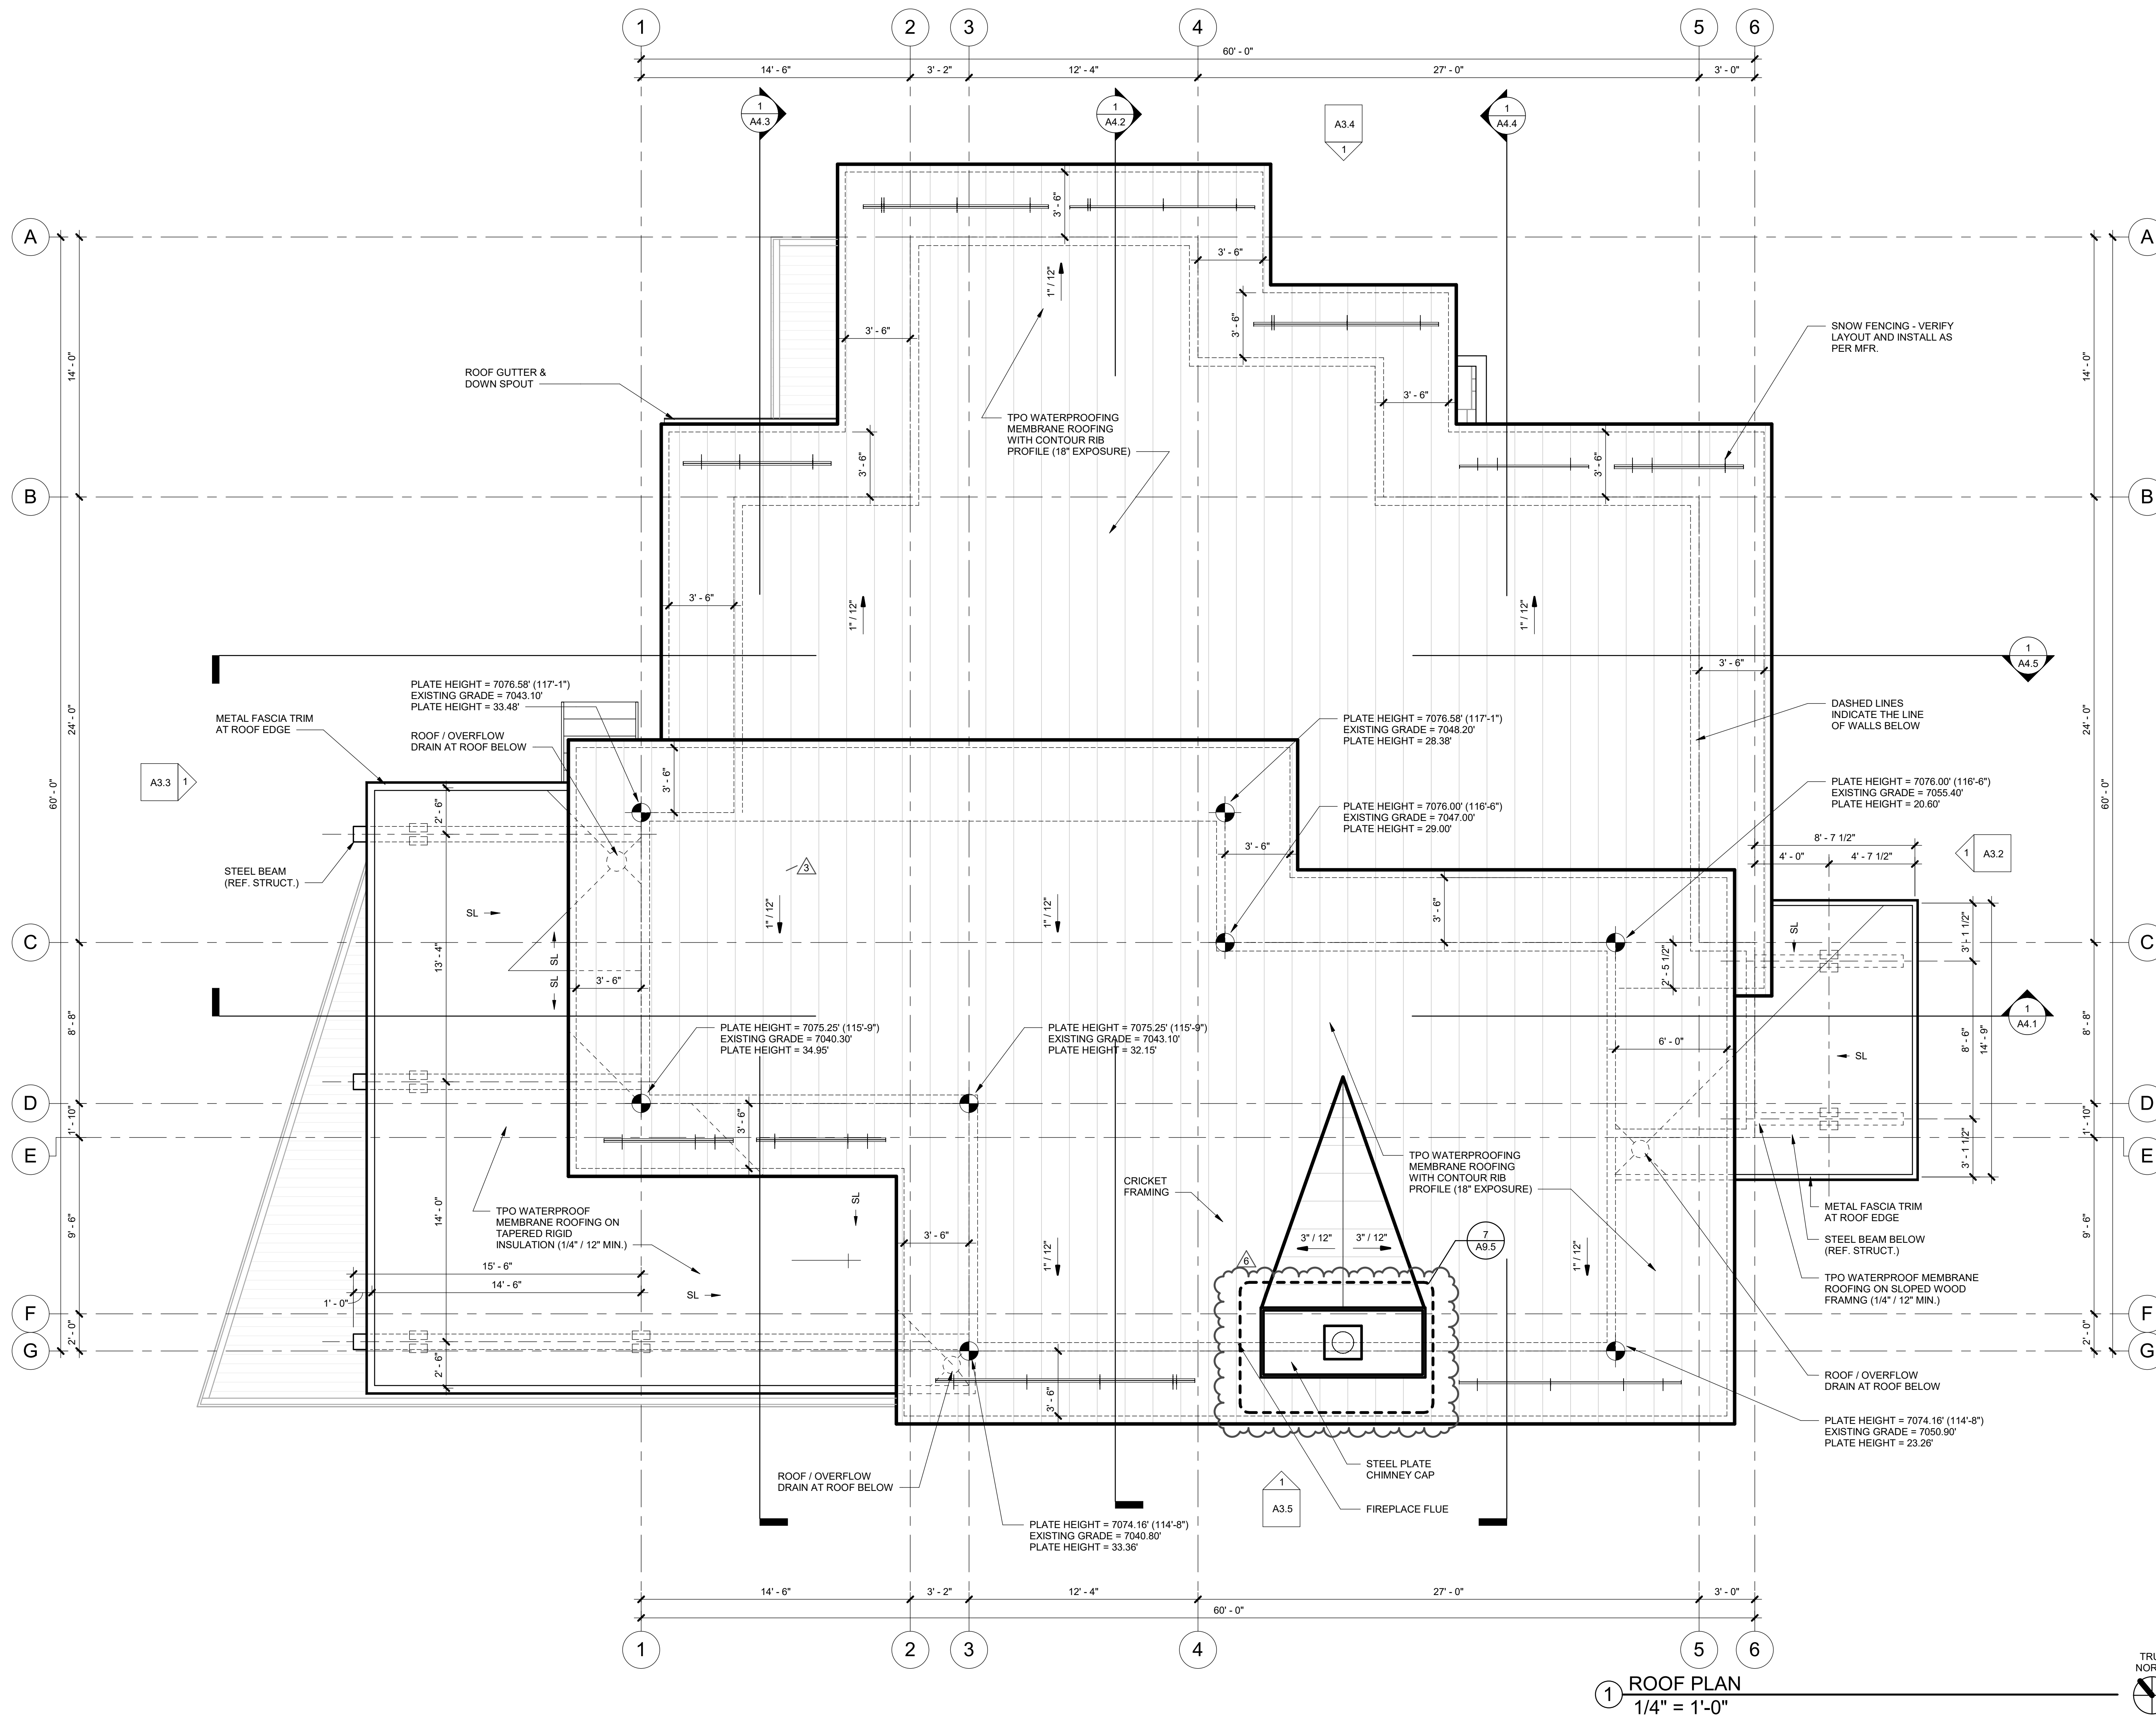 1
2
3
4
5
6
60' - 0"
14' - 6"
3' - 2"
12' - 4"
27' - 0"
3' - 0"
1
A4.3
1
A4.2
A3.4
1
1
A4.4
A
A
3' - 6"
3' - 6"
1" / 12"
3' - 6"
3' - 6"
14' - 0"
14' - 0"
SNOW FENCING - VERIFY
LAYOUT AND INSTALL AS
PER MFR.
ROOF GUTTER &
DOWN SPOUT
3' - 6"
TPO WATERPROOFING
MEMBRANE ROOFING
WITH CONTOUR RIB
PROFILE (18" EXPOSURE)
3' - 6"
3' - 6"
B
B
3' - 6"
1" / 12"
1" / 12"
3' - 6"
1
A4.5
24' - 0"
24' - 0"
60' - 0"
60' - 0"
PLATE HEIGHT = 7076.58' (117'-1")
EXISTING GRADE = 7043.10'
PLATE HEIGHT = 33.48'
METAL FASCIA TRIM
AT ROOF EDGE
ROOF / OVERFLOW
DRAIN AT ROOF BELOW
PLATE HEIGHT = 7076.58' (117'-1")
EXISTING GRADE = 7048.20'
PLATE HEIGHT = 28.38'
DASHED LINES
INDICATE THE LINE
OF WALLS BELOW
A3.3
1
3' - 6"
PLATE HEIGHT = 7076.00' (116'-6")
EXISTING GRADE = 7047.00'
PLATE HEIGHT = 29.00'
PLATE HEIGHT = 7076.00' (116'-6")
EXISTING GRADE = 7055.40'
PLATE HEIGHT = 20.60'
2' - 6"
8' - 7 1/2"
4' - 0"
4' - 7 1/2"
1
A3.2
STEEL BEAM
(REF. STRUCT.)
3
3' - 6"
SL
1" / 12"
1" / 12"
3' - 6"
SL
3' - 1 1/2"
C
C
13' - 4"
SL
SL
3' - 6"
2' - 5 1/2"
8' - 8"
8' - 8"
PLATE HEIGHT = 7075.25' (115'-9")
EXISTING GRADE = 7040.30'
PLATE HEIGHT = 34.95'
PLATE HEIGHT = 7075.25' (115'-9")
EXISTING GRADE = 7043.10'
PLATE HEIGHT = 32.15'
6' - 0"
8' - 6"
14' - 9"
SL
1
A4.1
D
D
1' - 10"
1' - 10"
3' - 6"
E
E
3' - 1 1/2"
TPO WATERPROOFING
MEMBRANE ROOFING
WITH CONTOUR RIB
PROFILE (18" EXPOSURE)
CRICKET
FRAMING
SL
14' - 0"
TPO WATERPROOF
MEMBRANE ROOFING ON
TAPERED RIGID
INSULATION (1/4" / 12" MIN.)
METAL FASCIA TRIM
AT ROOF EDGE
STEEL BEAM BELOW
(REF. STRUCT.)
9' - 6"
9' - 6"
3' - 6"
3" / 12"
3" / 12"
7
A9.5
1" / 12"
6
1" / 12"
15' - 6"
14' - 6"
1' - 0"
SL
TPO WATERPROOF MEMBRANE
ROOFING ON SLOPED WOOD
FRAMNG (1/4" / 12" MIN.)
F
F
2' - 0"
2' - 0"
G
G
2' - 6"
3' - 6"
ROOF / OVERFLOW
DRAIN AT ROOF BELOW
PLATE HEIGHT = 7074.16' (114'-8")
EXISTING GRADE = 7050.90'
PLATE HEIGHT = 23.26'
ROOF / OVERFLOW
DRAIN AT ROOF BELOW
STEEL PLATE
CHIMNEY CAP
1
A3.5
FIREPLACE FLUE
PLATE HEIGHT = 7074.16' (114'-8")
EXISTING GRADE = 7040.80'
PLATE HEIGHT = 33.36'
14' - 6"
3' - 2"
12' - 4"
27' - 0"
3' - 0"
60' - 0"
1
2
3
4
5
6
1
ROOF PLAN
1/4" = 1'-0"